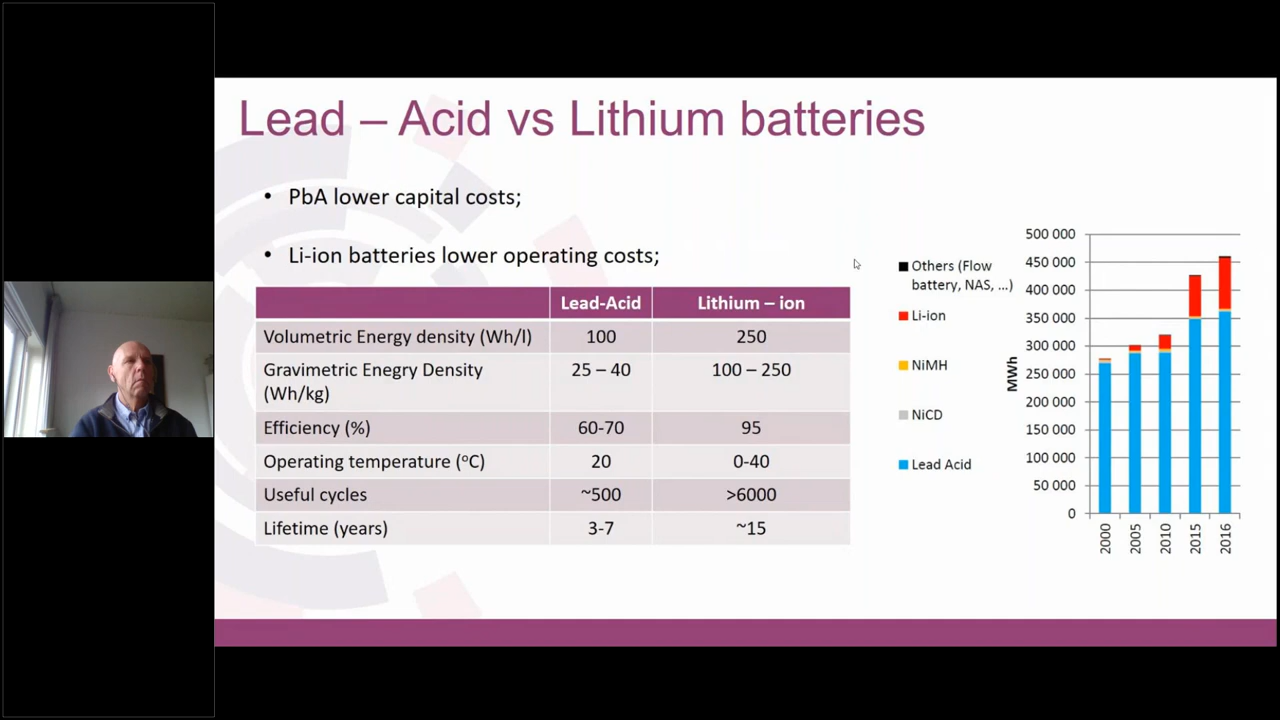 Lead – Acid vs Lithium batteries
• PbA lower capital costs;
• Li-ion batteries lower operating costs;
Lead-Acid Lithium – ion
Volumetric Energy density (Wh/l) 100 250
Gravimetric Enegry Density
(Wh/kg) 25 – 40 100 – 250
Efficiency (%) 60-70 95
Operating temperature (°C) 20 0-40
Useful cycles ~500 >6000
Lifetime (years) 3-7 ~15
Others (Flow
battery, NAS, ...)
Li-ion
NiMH
NiCD
Lead Acid
MWh
500 000
450 000
400 000
350 000
300 000
250 000
200 000
150 000
100 000
50 000
0
2000 2005 2010 2015 2016